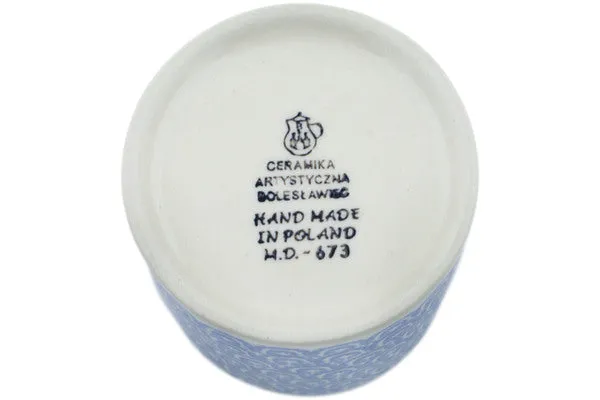 CERAMIKA
ARTYSTYCZNA
BOLESŁAWIEC
HAND MADE
IN POLAND
M.D. - 673